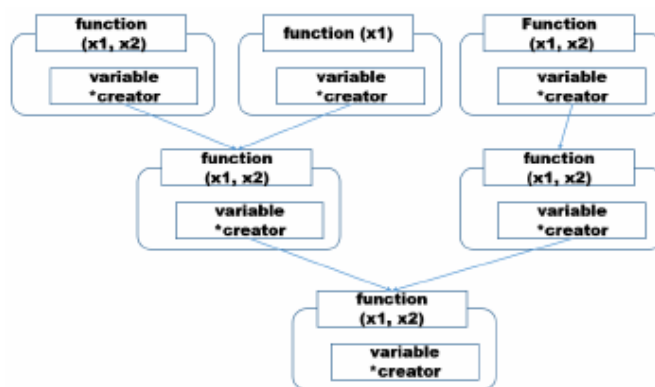 function
(x1, x2)
variable
*creator
function (x1)
variable
*creator
Function
(x1, x2)
variable
*creator
function
(x1, x2)
variable
*creator
function
(x1, x2)
variable
*creator
function
(x1, x2)
variable
*creator